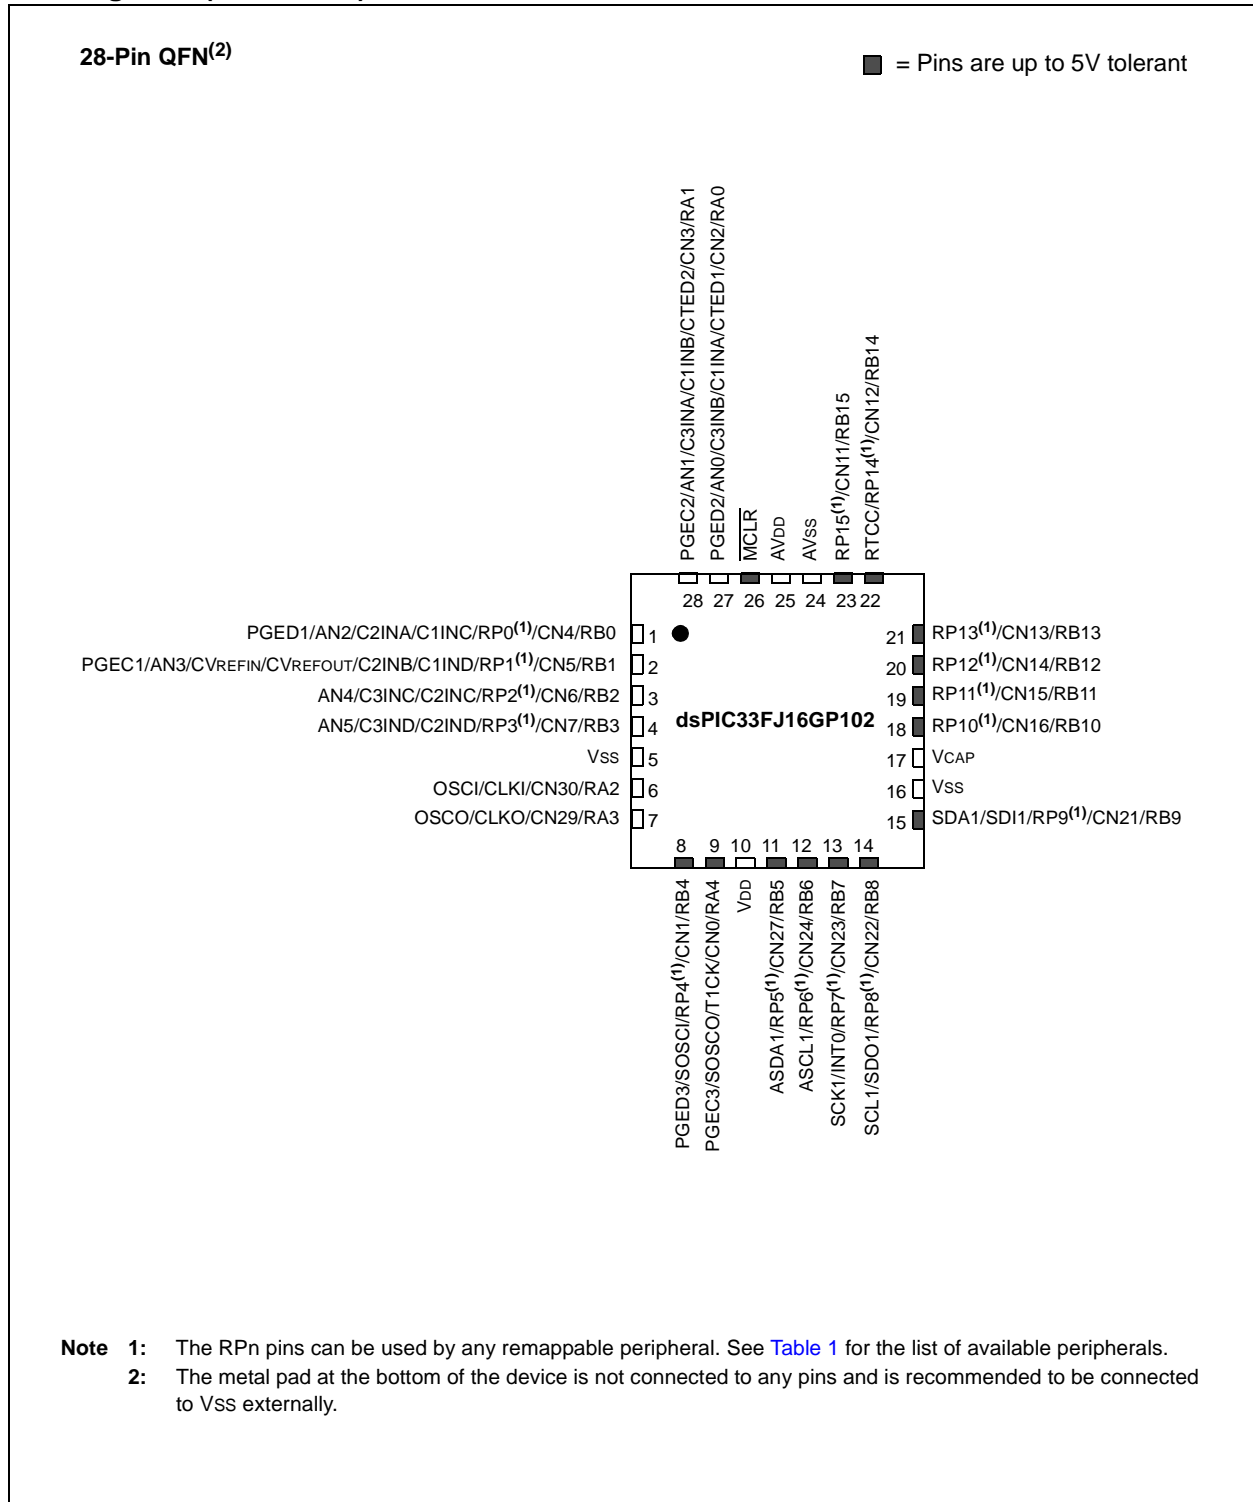 28-Pin QFN(2)
= Pins are up to 5V tolerant
PGEC2/AN1/C3INA/C1INB/CTED2/CN3/RA1
PGED2/AN0/C3INB/C1INA/CTED1/CN2/RA0
MCLR
AVDD
AVSS
RP15(1)/CN11/RB15
RTCC/RP14(1)/CN12/RB14
28 27 26 25 24 23 22
PGED1/AN2/C2INA/C1INC/RP0(1)/CN4/RB0 1
PGEC1/AN3/CVREFIN/CVREFOUT/C2INB/C1IND/RP1(1)/CN5/RB1 2
AN4/C3INC/C2INC/RP2(1)/CN6/RB2 3
AN5/C3IND/C2IND/RP3(1)/CN7/RB3 4
VSS 5
OSCI/CLKI/CN30/RA2 6
OSCO/CLKO/CN29/RA3 7
dsPIC33FJ16GP102
21 RP13(1)/CN13/RB13
20 RP12(1)/CN14/RB12
19 RP11(1)/CN15/RB11
18 RP10(1)/CN16/RB10
17 VCAP
16 VSS
15 SDA1/SDI1/RP9(1)/CN21/RB9
8 9 10 11 12 13 14
PGED3/SOSCI/RP4(1)/CN1/RB4
PGEC3/SOSCO/T1CK/CN0/RA4
VDD
ASDA1/RP5(1)/CN27/RB5
ASCL1/RP6(1)/CN24/RB6
SCK1/INT0/RP7(1)/CN23/RB7
SCL1/SDO1/RP8(1)/CN22/RB8
Note 1: The RPn pins can be used by any remappable peripheral. See Table 1 for the list of available peripherals.
2: The metal pad at the bottom of the device is not connected to any pins and is recommended to be connected
to VSS externally.